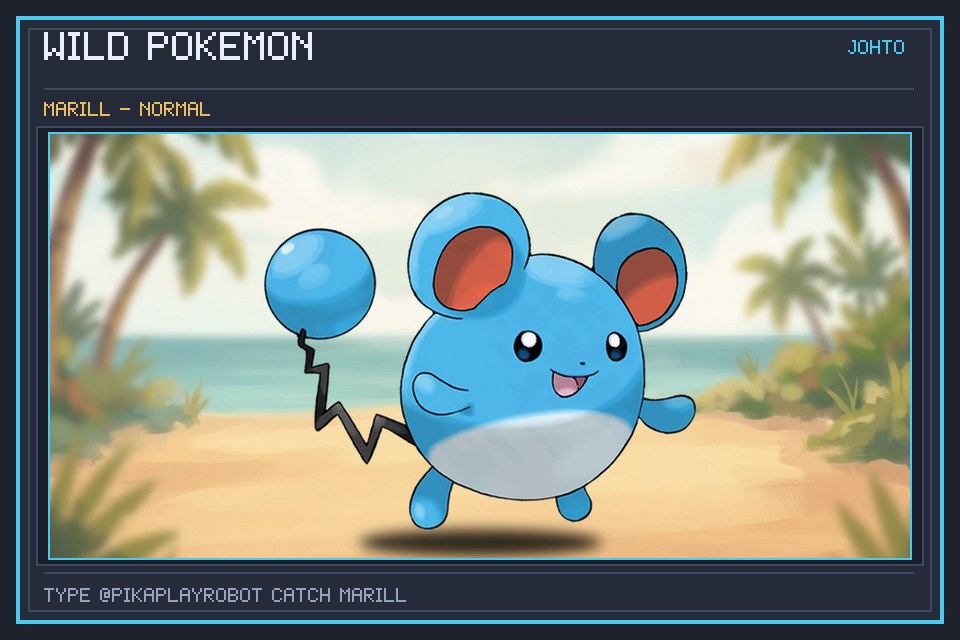 WILD POKEMON
JOHTO
MARILL – NORMAL
TYPE @PIKAPLAYROBOT CATCH MARILL